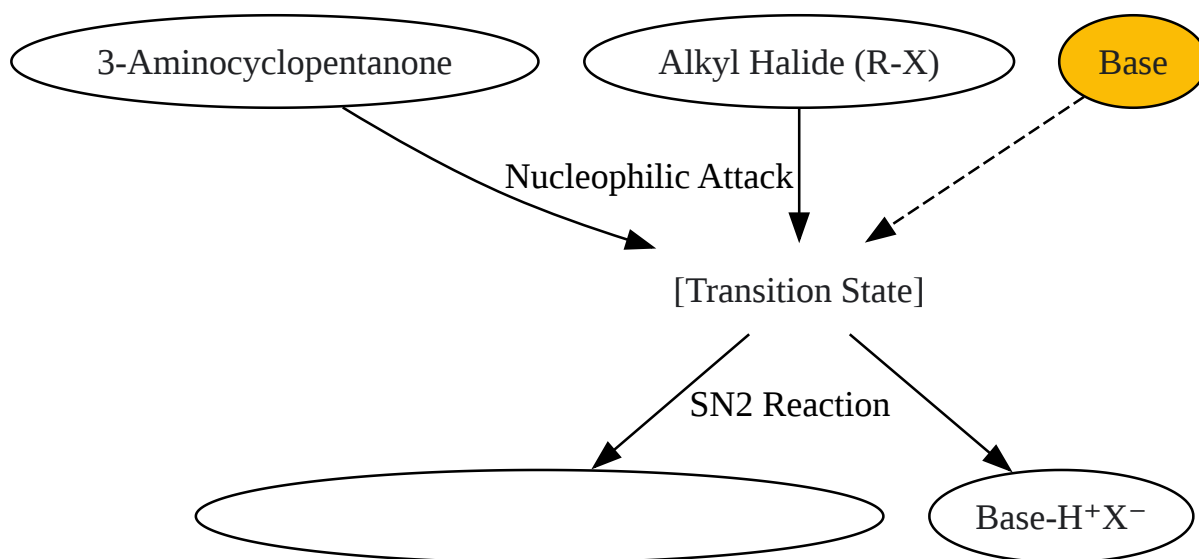 3-Aminocyclopentanone
Alkyl Halide (R-X)
Base
Nucleophilic Attack
[Transition State]
SN2 Reaction
Base-H⁺X⁻